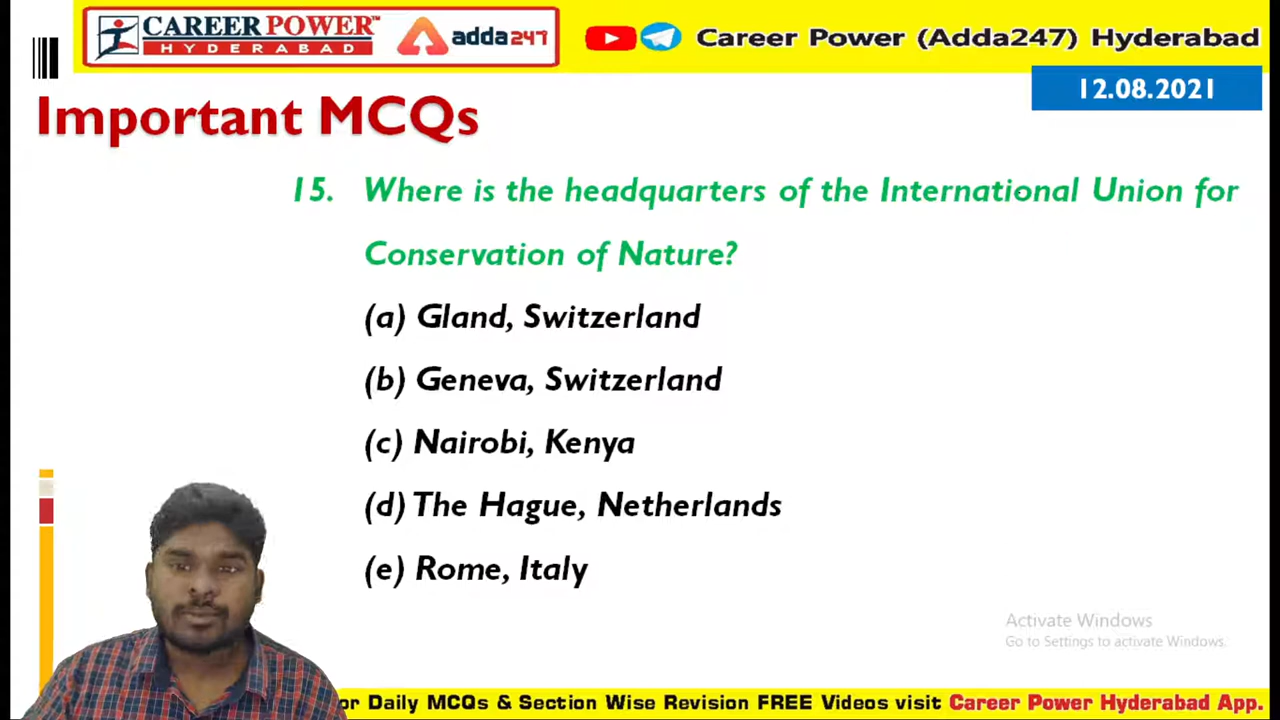 CAREER POWER™
HYDERABAD
adda247
Career Power (Adda247) Hyderabad
12.08.2021
Important MCQs
15. Where is the headquarters of the International Union for
Conservation of Nature?
(a) Gland, Switzerland
(b) Geneva, Switzerland
(c) Nairobi, Kenya
(d) The Hague, Netherlands
(e) Rome, Italy
Activate Windows
Go to Settings to activate Windows.
or Daily MCQs & Section Wise Revision FREE Videos visit Career Power Hyderabad App.